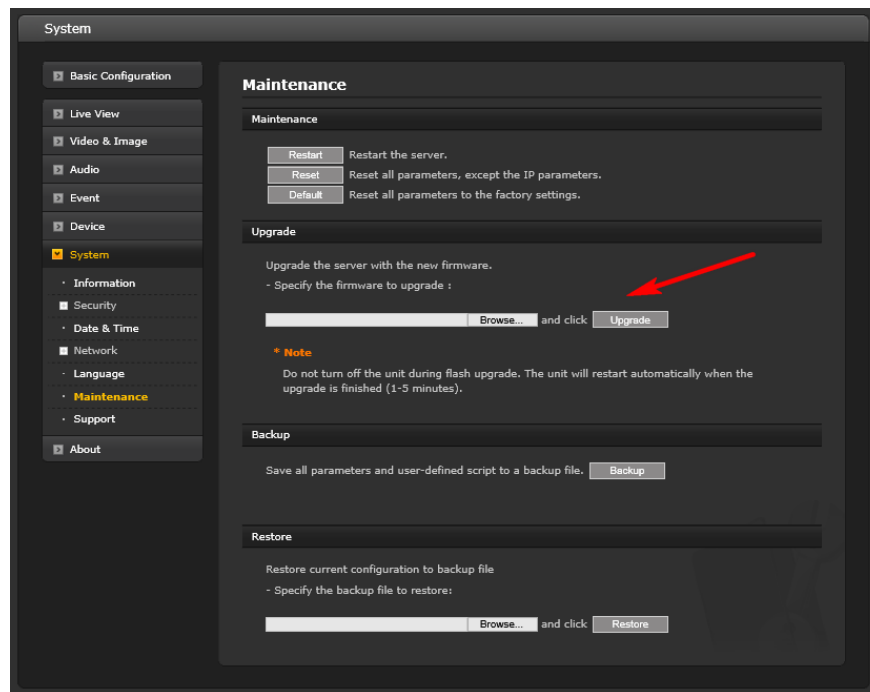 System
Basic Configuration
Live View
Video & Image
Audio
Event
Device
System
· Information
Security
· Date & Time
Network
· Language
· Maintenance
· Support
About
Maintenance
Maintenance
Restart Restart the server.
Reset Reset all parameters, except the IP parameters.
Default Reset all parameters to the factory settings.
Upgrade
Upgrade the server with the new firmware.
- Specify the firmware to upgrade :
Browse... and click Upgrade
* Note
Do not turn off the unit during flash upgrade. The unit will restart automatically when the
upgrade is finished (1-5 minutes).
Backup
Save all parameters and user-defined script to a backup file. Backup
Restore
Restore current configuration to backup file
- Specify the backup file to restore:
Browse... and click Restore